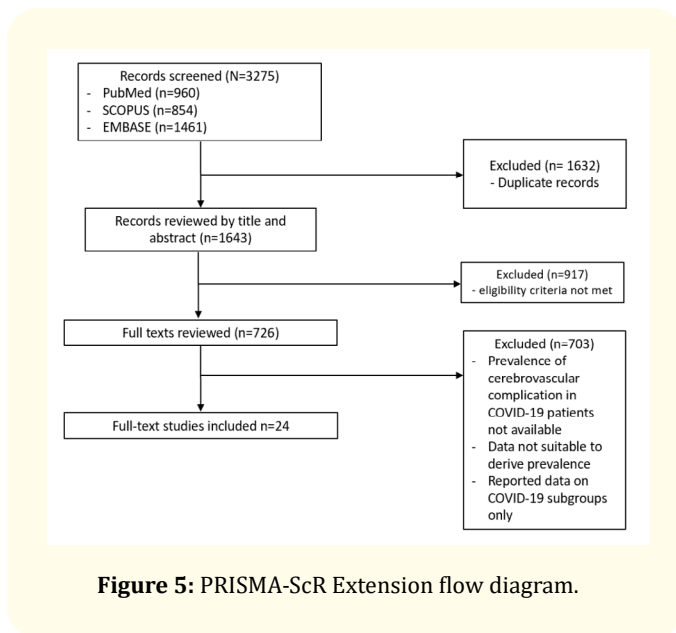 Records screened (N=3275)
- PubMed (n=960)
- SCOPUS (n=854)
- EMBASE (n=1461)
Excluded (n= 1632)
- Duplicate records
Records reviewed by title and
abstract (n=1643)
Excluded (n=917)
- eligibility criteria not met
Full texts reviewed (n=726)
Excluded (n=703)
- Prevalence of
cerebrovascular
complication in
COVID-19 patients
not available
- Data not suitable to
derive prevalence
- Reported data on
COVID-19 subgroups
only
Full-text studies included n=24
Figure 5: PRISMA-ScR Extension flow diagram.